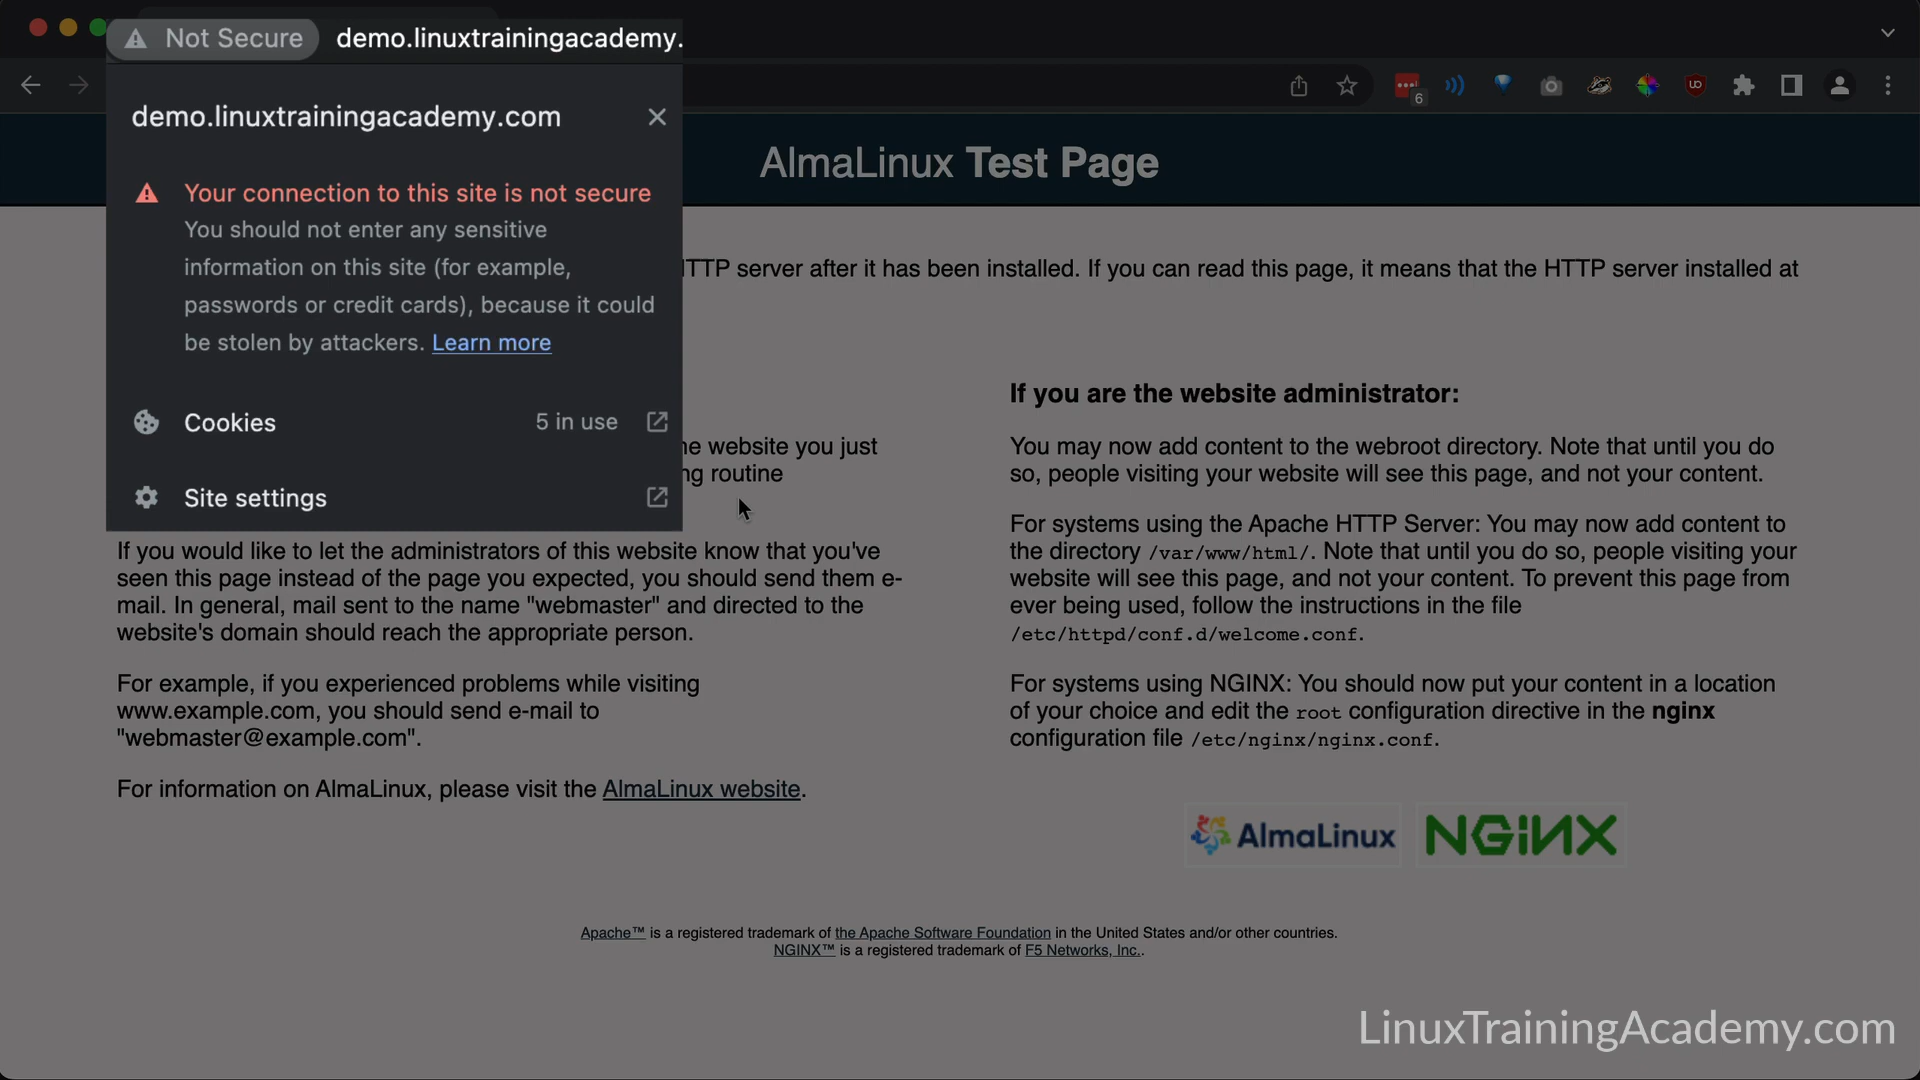 Not Secure demo.linuxtrainingacademy.
demo.linuxtrainingacademy.com
Your connection to this site is not secure
You should not enter any sensitive
information on this site (for example,
passwords or credit cards), because it could
be stolen by attackers. Learn more
Cookies 5 in use
Site settings
6
AlmaLinux Test Page
HTTP server after it has been installed. If you can read this page, it means that the HTTP server installed at
website you just
routine
If you would like to let the administrators of this website know that you've
seen this page instead of the page you expected, you should send them e-
mail. In general, mail sent to the name "webmaster" and directed to the
website's domain should reach the appropriate person.
For example, if you experienced problems while visiting
www.example.com, you should send e-mail to
"webmaster@example.com".
For information on AlmaLinux, please visit the AlmaLinux website.
If you are the website administrator:
You may now add content to the webroot directory. Note that until you do
so, people visiting your website will see this page, and not your content.
For systems using the Apache HTTP Server: You may now add content to
the directory /var/www/html/. Note that until you do so, people visiting your
website will see this page, and not your content. To prevent this page from
ever being used, follow the instructions in the file
/etc/httpd/conf.d/welcome.conf.
For systems using NGINX: You should now put your content in a location
of your choice and edit the root configuration directive in the nginx
configuration file /etc/nginx/nginx.conf.
AlmaLinux NGINX
Apache™ is a registered trademark of the Apache Software Foundation in the United States and/or other countries.
NGINX™ is a registered trademark of F5 Networks, Inc..
LinuxTrainingAcademy.com